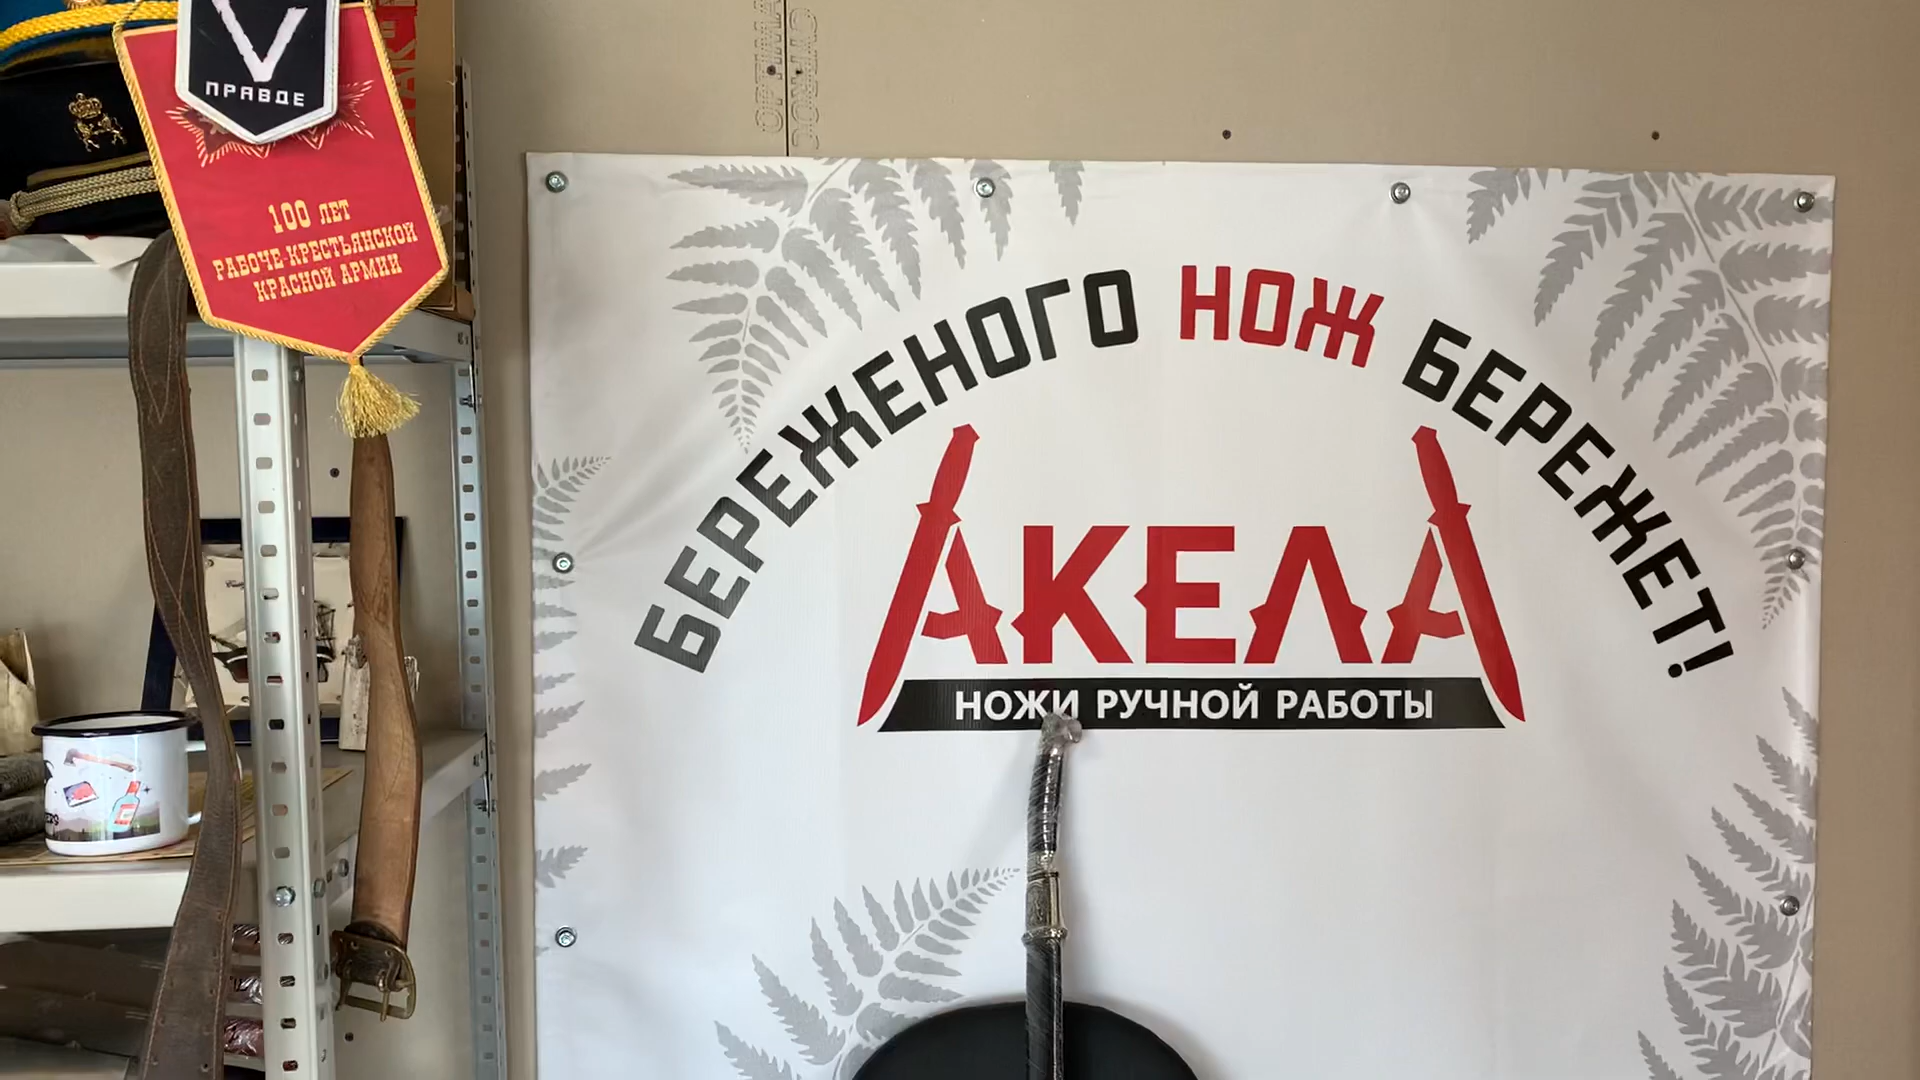 V
ПРАВДЕ
100 ЛЕТ
РАБОЧЕ-КРЕСТЬЯНСКОЙ
КРАСНОЙ АРМИИ
БЕРЕЖЕНОГО НОЖ БЕРЕЖЕТ!
АКЕЛА
НОЖИ РУЧНОЙ РАБОТЫ